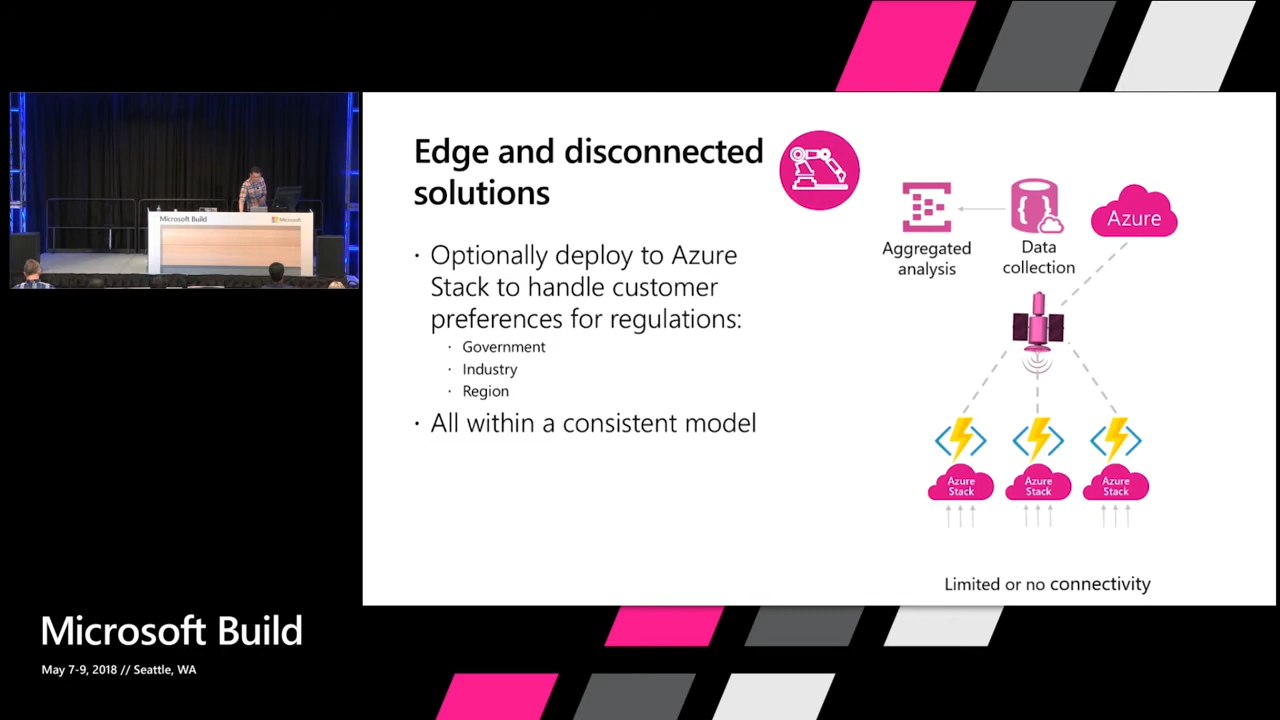 Microsoft Build
Microsoft
Edge and disconnected
solutions
· Optionally deploy to Azure
Stack to handle customer
preferences for regulations:
· Government
· Industry
· Region
· All within a consistent model
Aggregated
analysis
Data
collection
Azure
Azure
Stack
Azure
Stack
Azure
Stack
Limited or no connectivity
Microsoft Build
May 7-9, 2018 // Seattle, WA